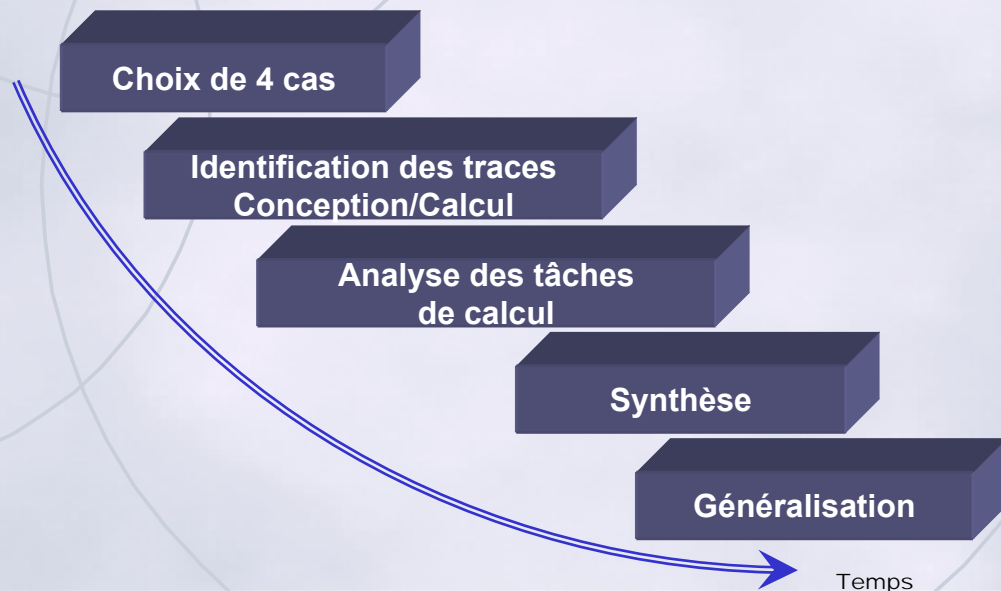 Choix de 4 cas
Identification des traces
Conception/Calcul
Analyse des tâches
de calcul
Synthèse
Généralisation
Temps